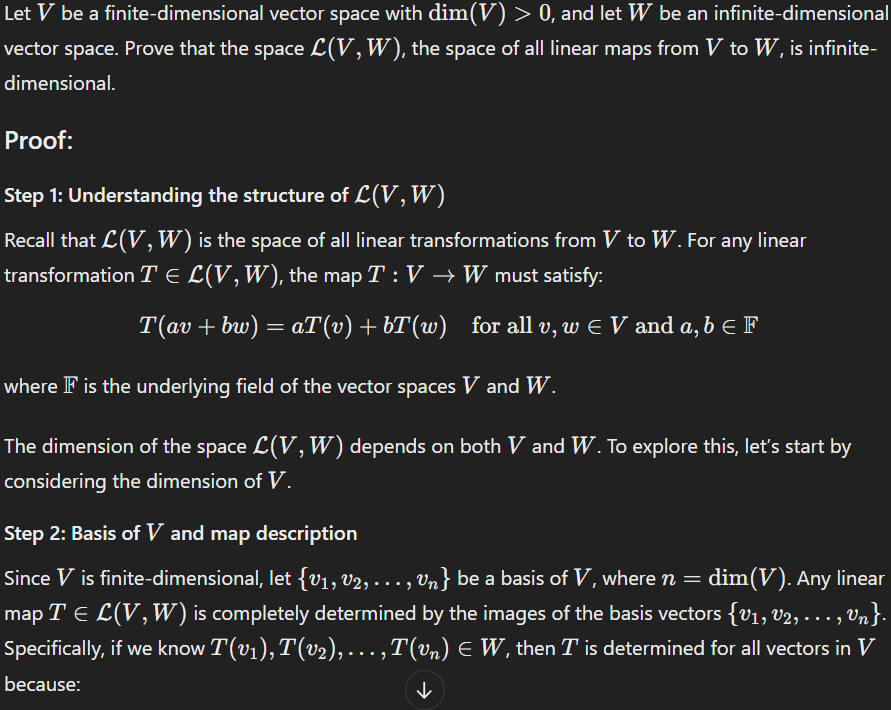 Let V be a finite-dimensional vector space with dim(V) > 0, and let W be an infinite-dimensional
vector space. Prove that the space ℒ(V, W), the space of all linear maps from V to W, is infinite-
dimensional.
Proof:
Step 1: Understanding the structure of ℒ(V, W)
Recall that ℒ(V, W) is the space of all linear transformations from V to W. For any linear
transformation T ∈ ℒ(V, W), the map T : V → W must satisfy:
T(av + bw) = aT(v) + bT(w) for all v, w ∈ V and a, b ∈ 𝔽
where 𝔽 is the underlying field of the vector spaces V and W.
The dimension of the space ℒ(V, W) depends on both V and W. To explore this, let's start by
considering the dimension of V.
Step 2: Basis of V and map description
Since V is finite-dimensional, let {v₁, v₂, . . . , vₙ} be a basis of V, where n = dim(V). Any linear
map T ∈ ℒ(V, W) is completely determined by the images of the basis vectors {v₁, v₂, . . . , vₙ}.
Specifically, if we know T(v₁), T(v₂), . . . , T(vₙ) ∈ W, then T is determined for all vectors in V
because: